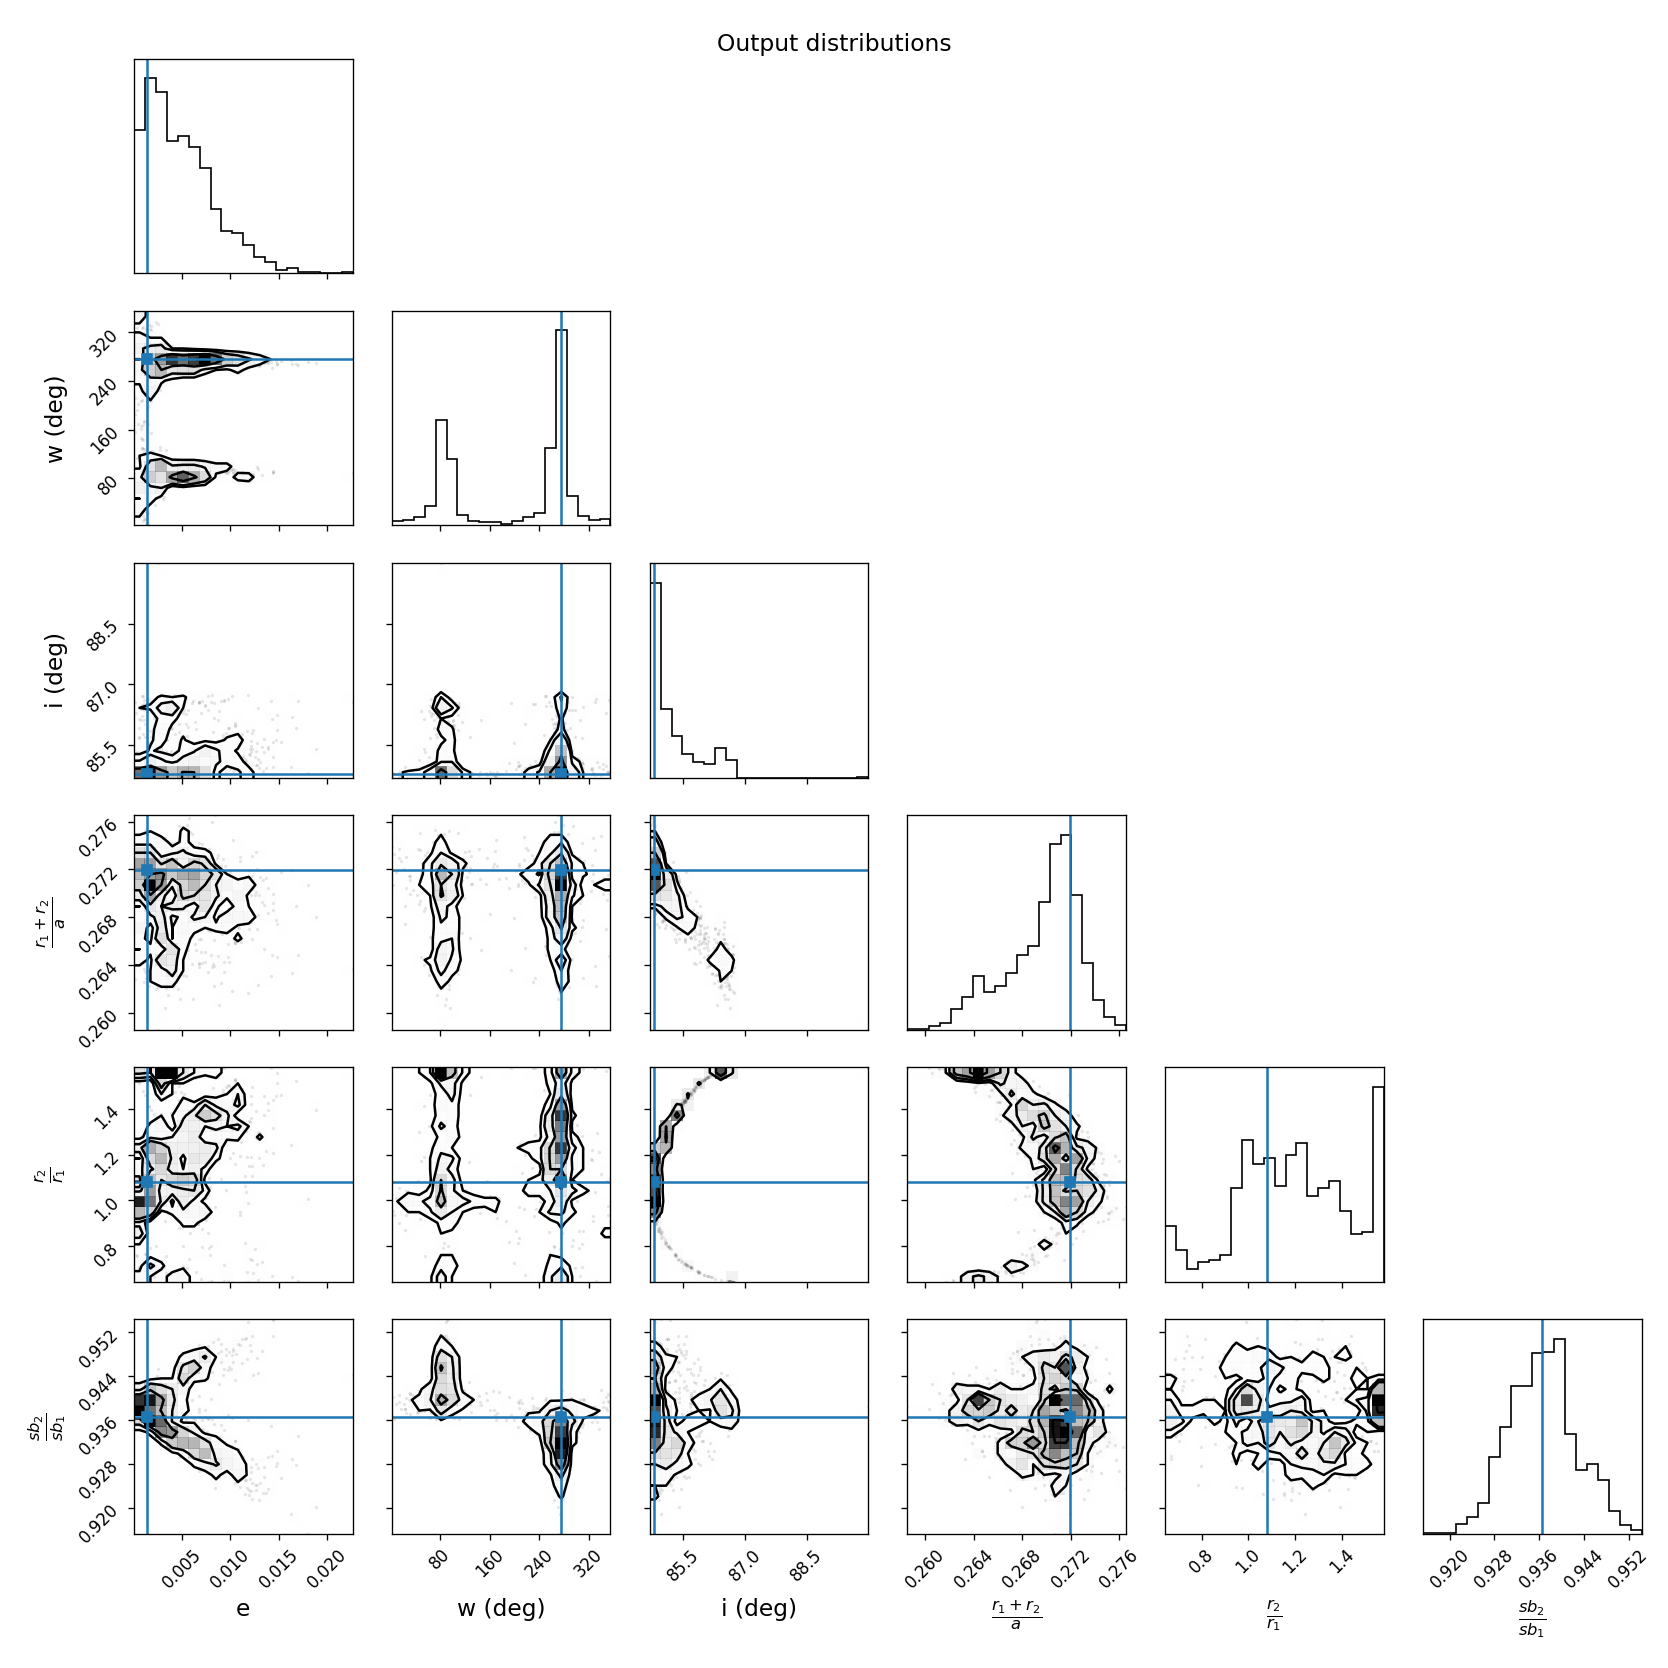 Output distributions
w (deg)
320
240
160
80
i (deg)
88.5
87.0
85.5
r₁ + r₂
a
0.276
0.272
0.268
0.264
0.260
r₂
r₁
1.4
1.2
1.0
0.8
sb₂
sb₁
0.952
0.944
0.936
0.928
0.920
0.005 0.010 0.015 0.020 80 160 240 320 85.5 87.0 88.5 0.260 0.264 0.268 0.272 0.276 0.8 1.0 1.2 1.4 0.920 0.928 0.936 0.944 0.952
e w (deg) i (deg)
r₁ + r₂
a
r₂
r₁
sb₂
sb₁